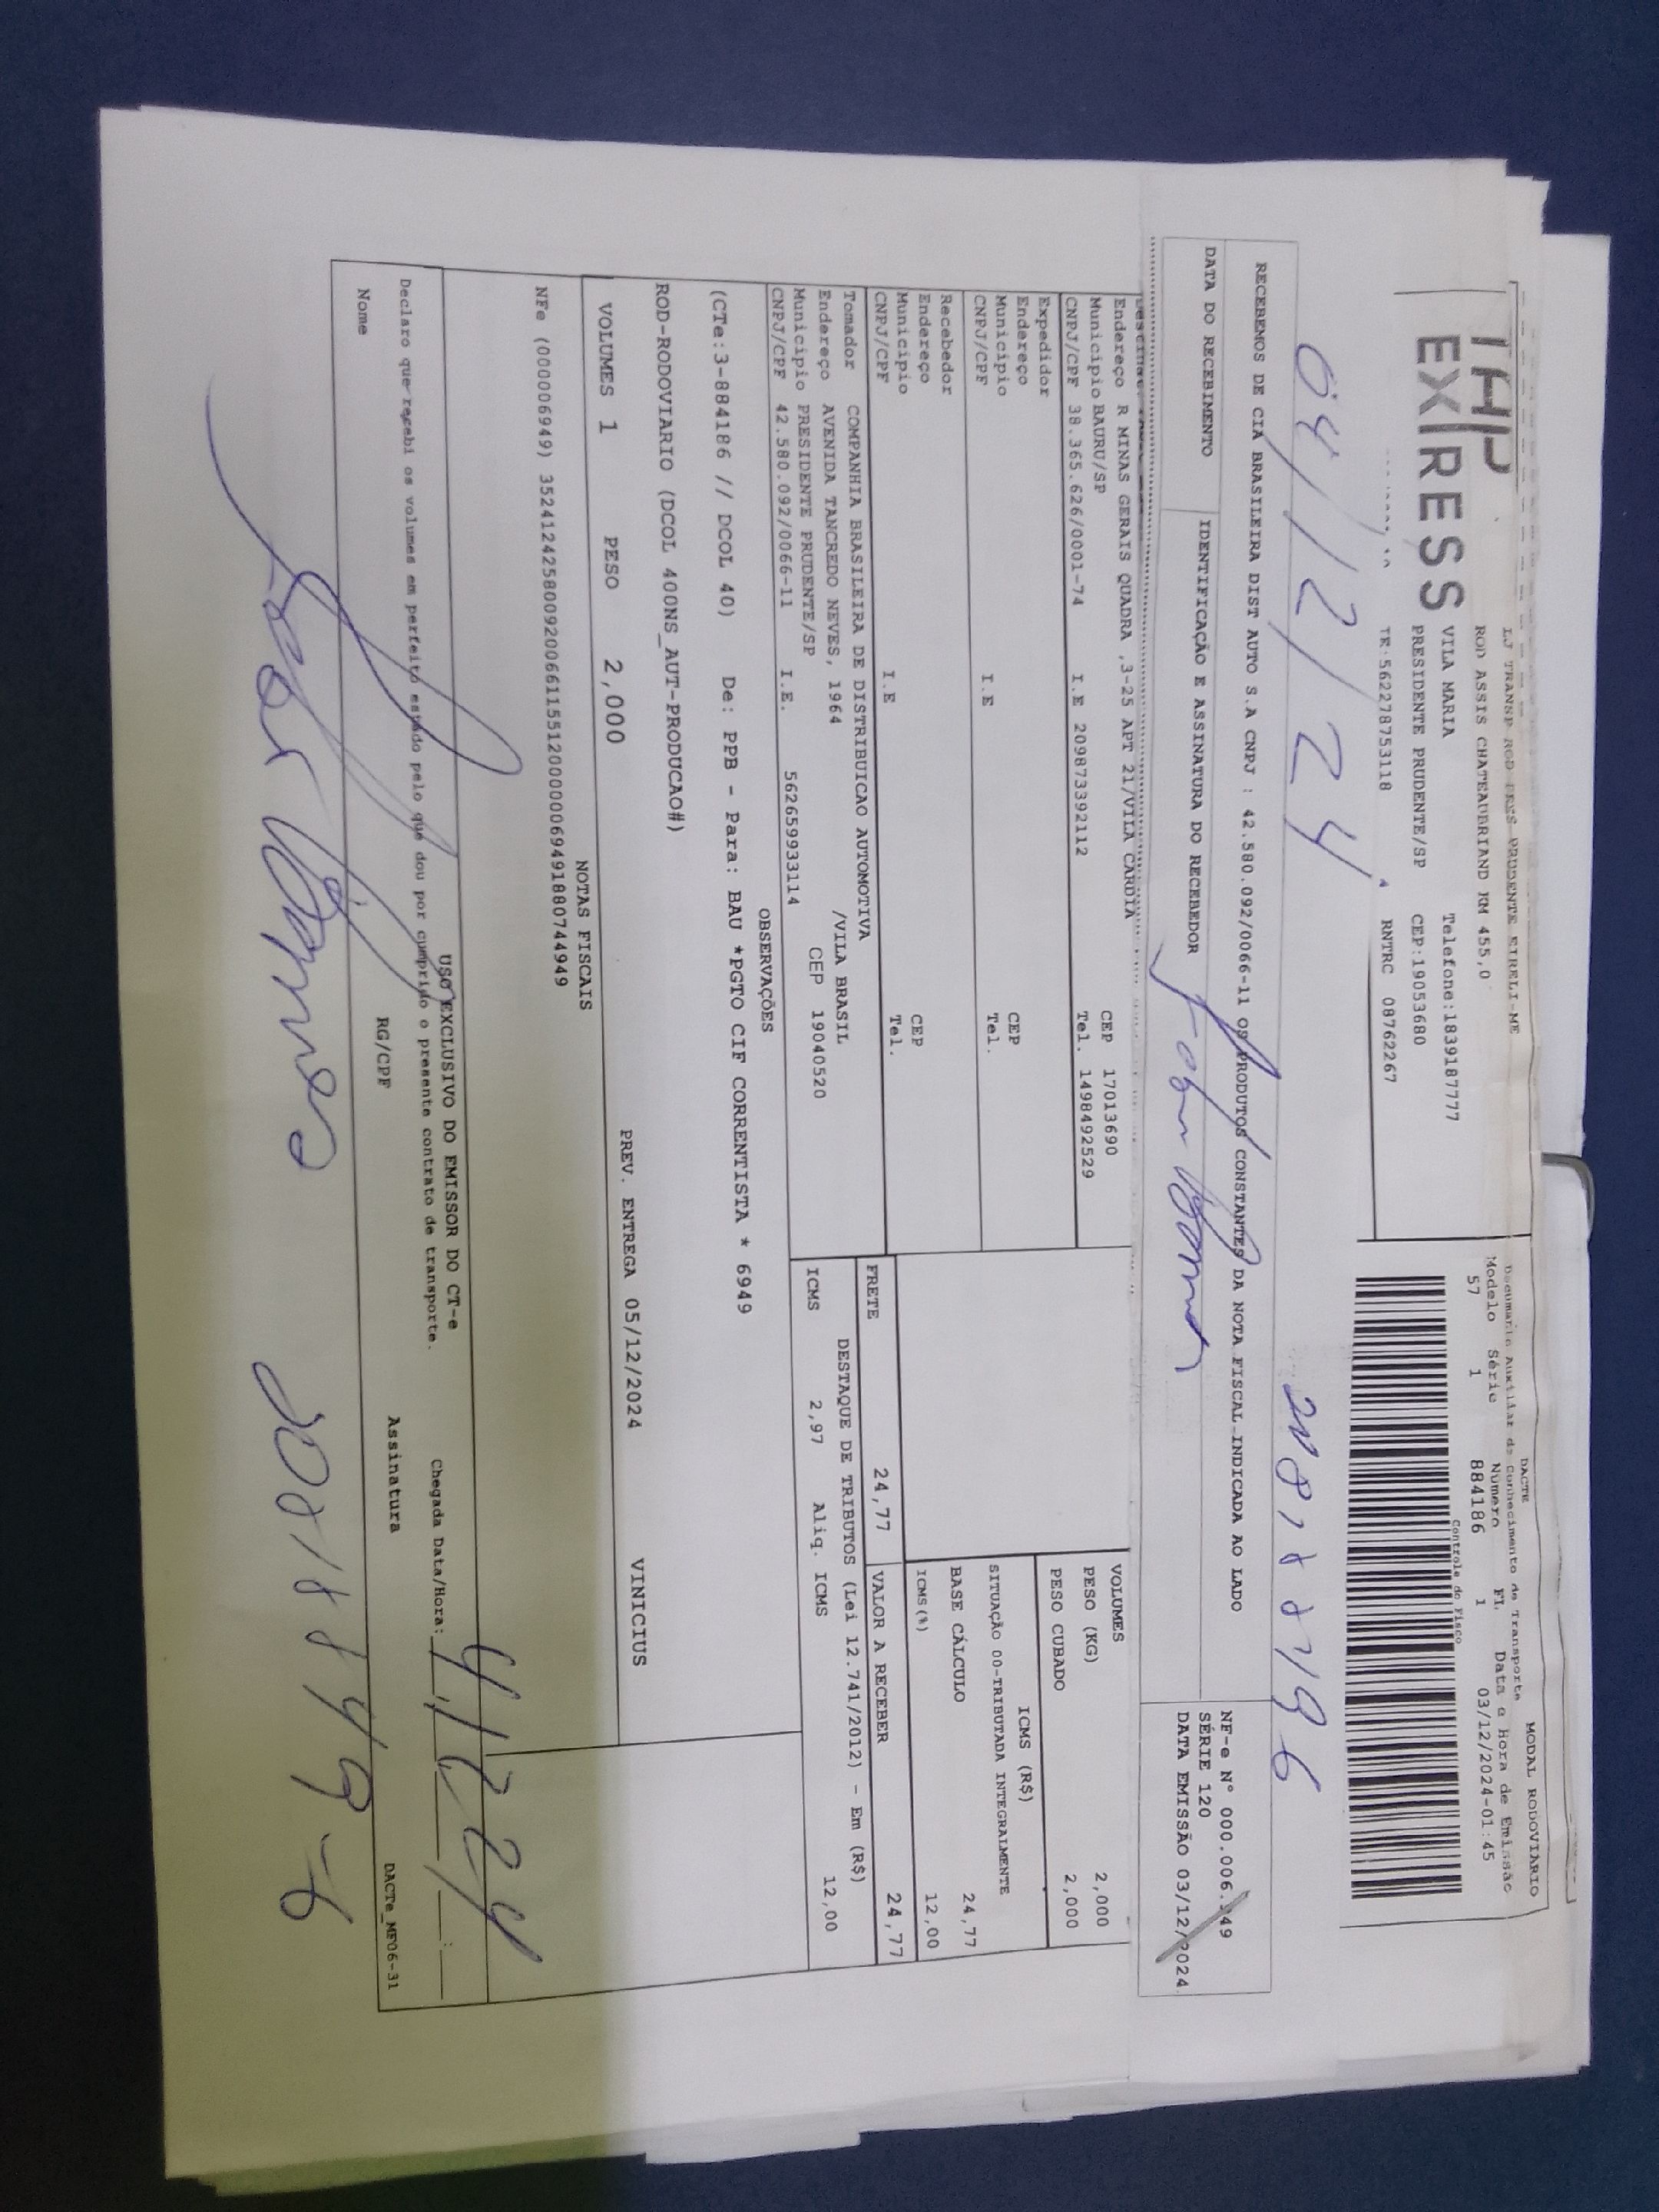 THP
EXPRESS
LJ TRANSP ROD PRES PRUDENTE EIRELI-ME
ROD ASSIS CHATEAUBRIAND KM 455,0
VILA MARIA Telefone:1839187777
PRESIDENTE PRUDENTE/SP CEP:19053680
TE:562278753118 RNTRC 08762267
DACTE MODAL RODOVIÁRIO
Documento Auxiliar do Conhecimento de Transporte
Modelo Série Número FL Data e Hora de Emissão
57 1 884186 1 03/12/2024-01:45
Controle do Fisco
04/12/24
RECEBEMOS DE CIA BRASILEIRA DIST AUTO S.A CNPJ : 42.580.092/0066-11 OS PRODUTOS CONSTANTES DA NOTA FISCAL INDICADA AO LADO
DATA DO RECEBIMENTO IDENTIFICAÇÃO E ASSINATURA DO RECEBEDOR
NF-e N° 000.006. 49
SÉRIE 120
DATA EMISSÃO 03/12/2024
Endereço R MINAS GERAIS QUADRA ,3-25 APT 21/VILA CARDIA
Município BAURU/SP CEP 17013690
CNPJ/CPF 38.365.626/0001-74 I.E 209873392112 Tel. 1498492529
Expedidor
Endereço
Município CEP
CNPJ/CPF I.E Tel.
Recebedor
Endereço
Município CEP
CNPJ/CPF I.E Tel.
VOLUMES
PESO (KG) 2,000
PESO CUBADO 2,000
ICMS (R$)
SITUAÇÃO 00-TRIBUTADA INTEGRALMENTE
BASE CÁLCULO 24,77
ICMS(%) 12,00
Tomador COMPANHIA BRASILEIRA DE DISTRIBUICAO AUTOMOTIVA
Endereço AVENIDA TANCREDO NEVES, 1964 /VILA BRASIL
Município PRESIDENTE PRUDENTE/SP CEP 19040520
CNPJ/CPF 42.580.092/0066-11 I.E. 562659933114
FRETE 24,77 VALOR A RECEBER 24,77
DESTAQUE DE TRIBUTOS (Lei 12.741/2012) - Em (R$)
ICMS 2,97 Aliq. ICMS 12,00
OBSERVAÇÕES
(CTe:3-884186 // DCOL 40) De: PPB - Para: BAU *PGTO CIF CORRENTISTA * 6949
ROD-RODOVIARIO (DCOL 400NS_AUT-PRODUCAO#)
VOLUMES 1 PESO 2,000 PREV. ENTREGA 05/12/2024 VINICIUS
NOTAS FISCAIS
NFe (000006949) 35241242580092006611551200000069491880744949
USO EXCLUSIVO DO EMISSOR DO CT-e
Declaro que recebi os volumes em perfeito estado pelo que dou por cumprido o presente contrato de transporte. Chegada Data/Hora: 4/12/24
Nome RG/CPF Assinatura DACTe_MF06-31